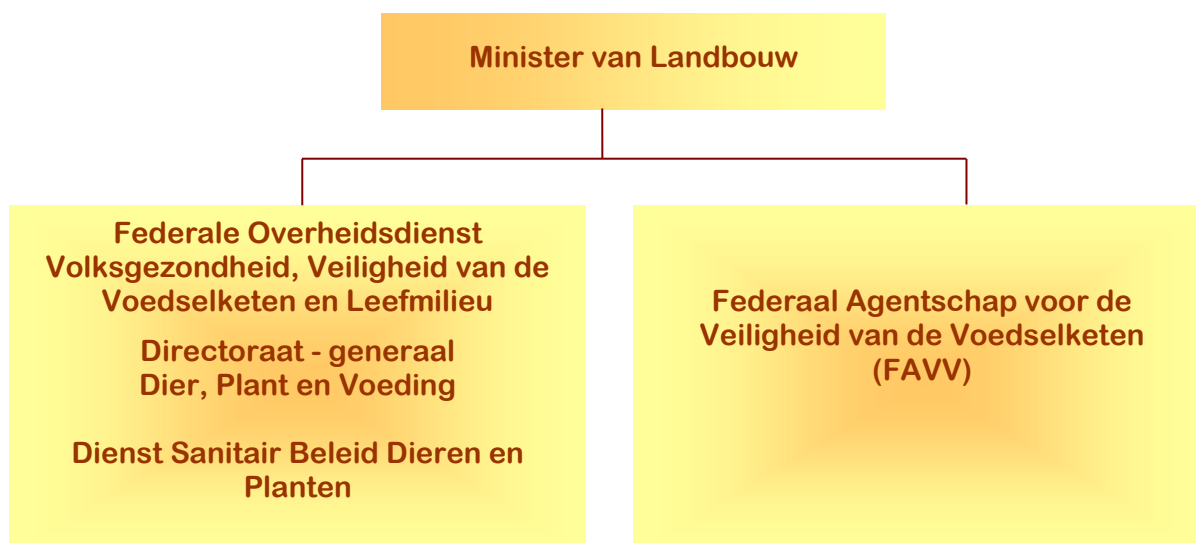 Minister van Landbouw
Federale Overheidsdienst
Volksgezondheid, Veiligheid van de
Voedselketen en Leefmilieu
Directoraat - generaal
Dier, Plant en Voeding
Dienst Sanitair Beleid Dieren en
Planten
Federaal Agentschap voor de
Veiligheid van de Voedselketen
(FAVV)